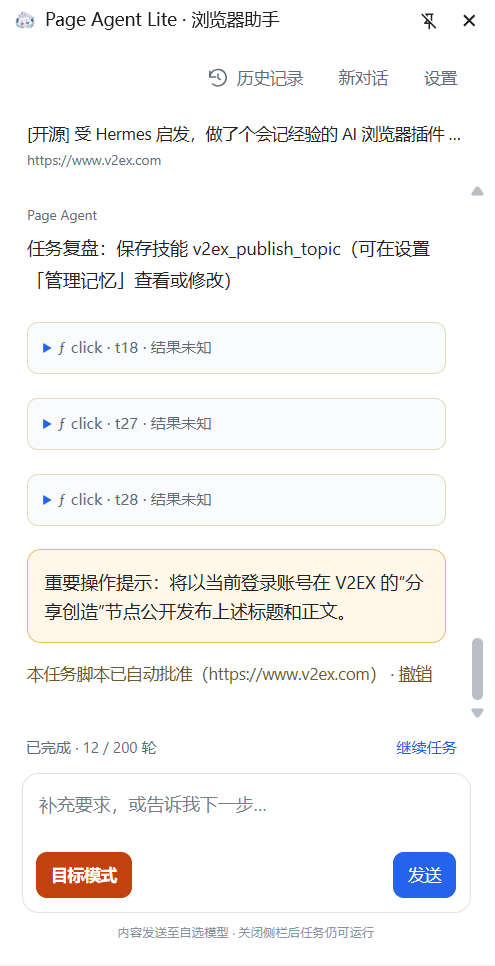 Page Agent Lite · 浏览器助手
历史记录 新对话 设置
[开源] 受 Hermes 启发，做了个会记经验的 AI 浏览器插件 ...
https://www.v2ex.com
Page Agent
任务复盘：保存技能 v2ex_publish_topic（可在设置
「管理记忆」查看或修改）
▶ ƒ click · t18 · 结果未知
▶ ƒ click · t27 · 结果未知
▶ ƒ click · t28 · 结果未知
重要操作提示：将以当前登录账号在 V2EX 的“分
享创造”节点公开发布上述标题和正文。
本任务脚本已自动批准（https://www.v2ex.com） · 撤销
已完成 · 12 / 200 轮 继续任务
补充要求，或告诉我下一步...
目标模式 发送
内容发送至自选模型 · 关闭侧栏后任务仍可运行